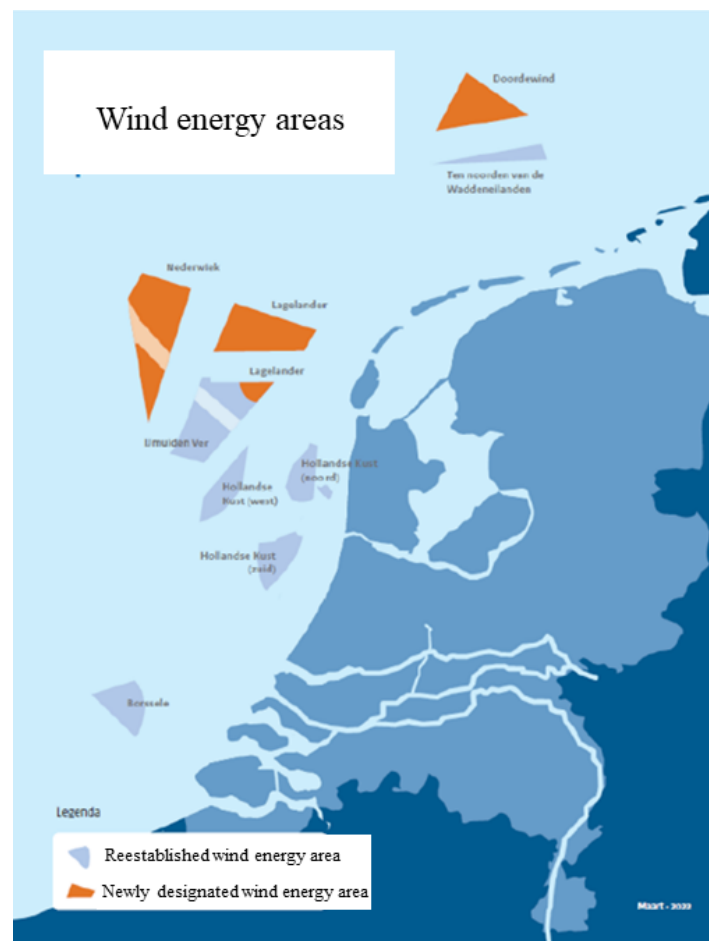 Wind energy areas
Doordewind
Ten noorden van de
Waddeneilanden
Nederwiek
Lagelander
Lagelander
IJmuiden Ver
Hollandse Kust
(noord)
Hollandse
Kust (west)
Hollandse Kust
(zuid)
Borssele
Legenda
Reestablished wind energy area
Newly designated wind energy area
Maart - 2022